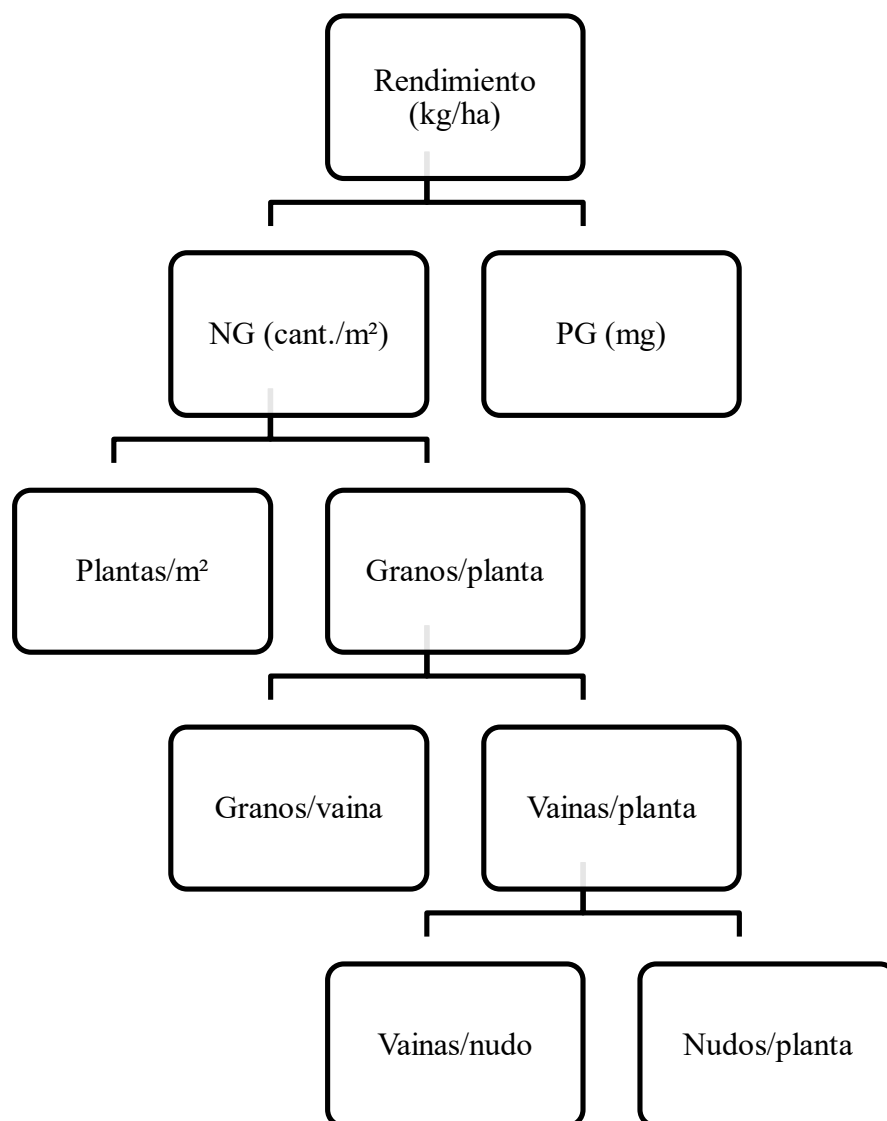 Rendimiento
(kg/ha)
NG (cant./m²)
PG (mg)
Plantas/m²
Granos/planta
Granos/vaina
Vainas/planta
Vainas/nudo
Nudos/planta